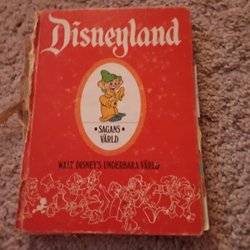 Disneyland
• SAGANS •
VÄRLD
WALT DISNEY'S UNDERBARA VÄRLD